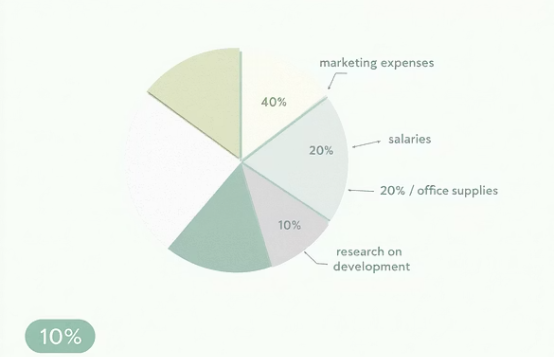 marketing expenses
40%
salaries
20%
20% / office supplies
10%
research on
development
10%